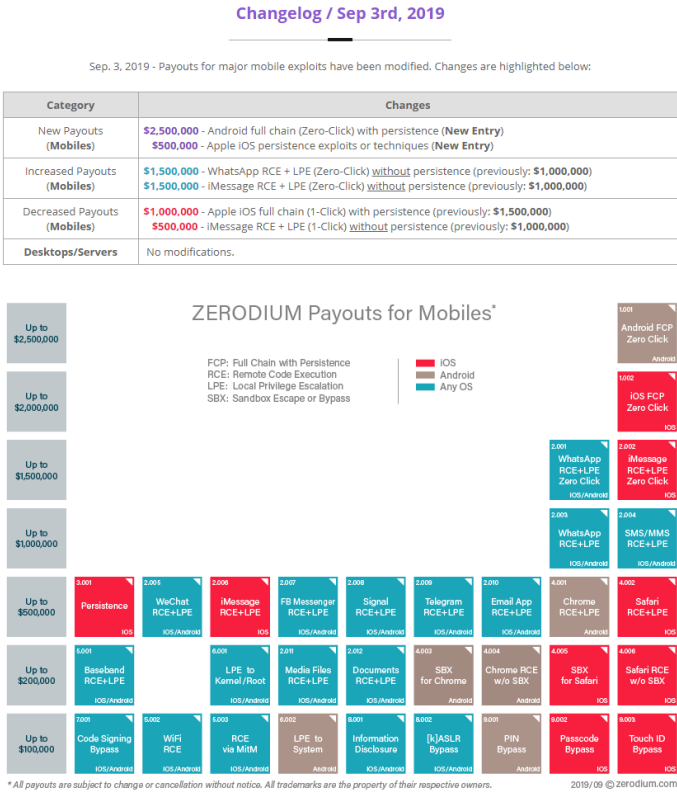 Changelog / Sep 3rd, 2019
Sep. 3, 2019 - Payouts for major mobile exploits have been modified. Changes are highlighted below:
Category Changes
New Payouts
(Mobiles)
$2,500,000 - Android full chain (Zero-Click) with persistence (New Entry)
$500,000 - Apple iOS persistence exploits or techniques (New Entry)
Increased Payouts
(Mobiles)
$1,500,000 - WhatsApp RCE + LPE (Zero-Click) without persistence (previously: $1,000,000)
$1,500,000 - iMessage RCE + LPE (Zero-Click) without persistence (previously: $1,000,000)
Decreased Payouts
(Mobiles)
$1,000,000 - Apple iOS full chain (1-Click) with persistence (previously: $1,500,000)
$500,000 - iMessage RCE + LPE (1-Click) without persistence (previously: $1,000,000)
Desktops/Servers No modifications.
ZERODIUM Payouts for Mobiles*
FCP: Full Chain with Persistence
RCE: Remote Code Execution
LPE: Local Privilege Escalation
SBX: Sandbox Escape or Bypass
iOS
Android
Any OS
Up to
$2,500,000
1.001
Android FCP
Zero Click
Android
Up to
$2,000,000
1.002
iOS FCP
Zero Click
iOS
Up to
$1,500,000
2.001
WhatsApp
RCE+LPE
Zero Click
iOS/Android
2.002
iMessage
RCE+LPE
Zero Click
iOS
Up to
$1,000,000
2.003
WhatsApp
RCE+LPE
iOS/Android
2.004
SMS/MMS
RCE+LPE
iOS/Android
Up to
$500,000
3.001
Persistence
iOS
2.005
WeChat
RCE+LPE
iOS/Android
2.006
iMessage
RCE+LPE
iOS
2.007
FB Messenger
RCE+LPE
iOS/Android
2.008
Signal
RCE+LPE
iOS/Android
2.009
Telegram
RCE+LPE
iOS/Android
2.010
Email App
RCE+LPE
iOS/Android
4.001
Chrome
RCE+LPE
Android
4.002
Safari
RCE+LPE
iOS
Up to
$200,000
5.001
Baseband
RCE+LPE
iOS/Android
6.001
LPE to
Kernel/Root
iOS/Android
2.011
Media Files
RCE+LPE
iOS/Android
2.012
Documents
RCE+LPE
iOS/Android
4.003
SBX
for Chrome
Android
4.004
Chrome RCE
w/o SBX
Android
4.005
SBX
for Safari
iOS
4.006
Safari RCE
w/o SBX
iOS
Up to
$100,000
7.001
Code Signing
Bypass
iOS/Android
5.002
WiFi
RCE
iOS/Android
5.003
RCE
via MitM
iOS/Android
6.002
LPE to
System
Android
8.001
Information
Disclosure
iOS/Android
8.002
[k]ASLR
Bypass
iOS/Android
9.001
PIN
Bypass
Android
9.002
Passcode
Bypass
iOS
9.003
Touch ID
Bypass
iOS
* All payouts are subject to change or cancellation without notice. All trademarks are the property of their respective owners.
2019/09 © zerodium.com